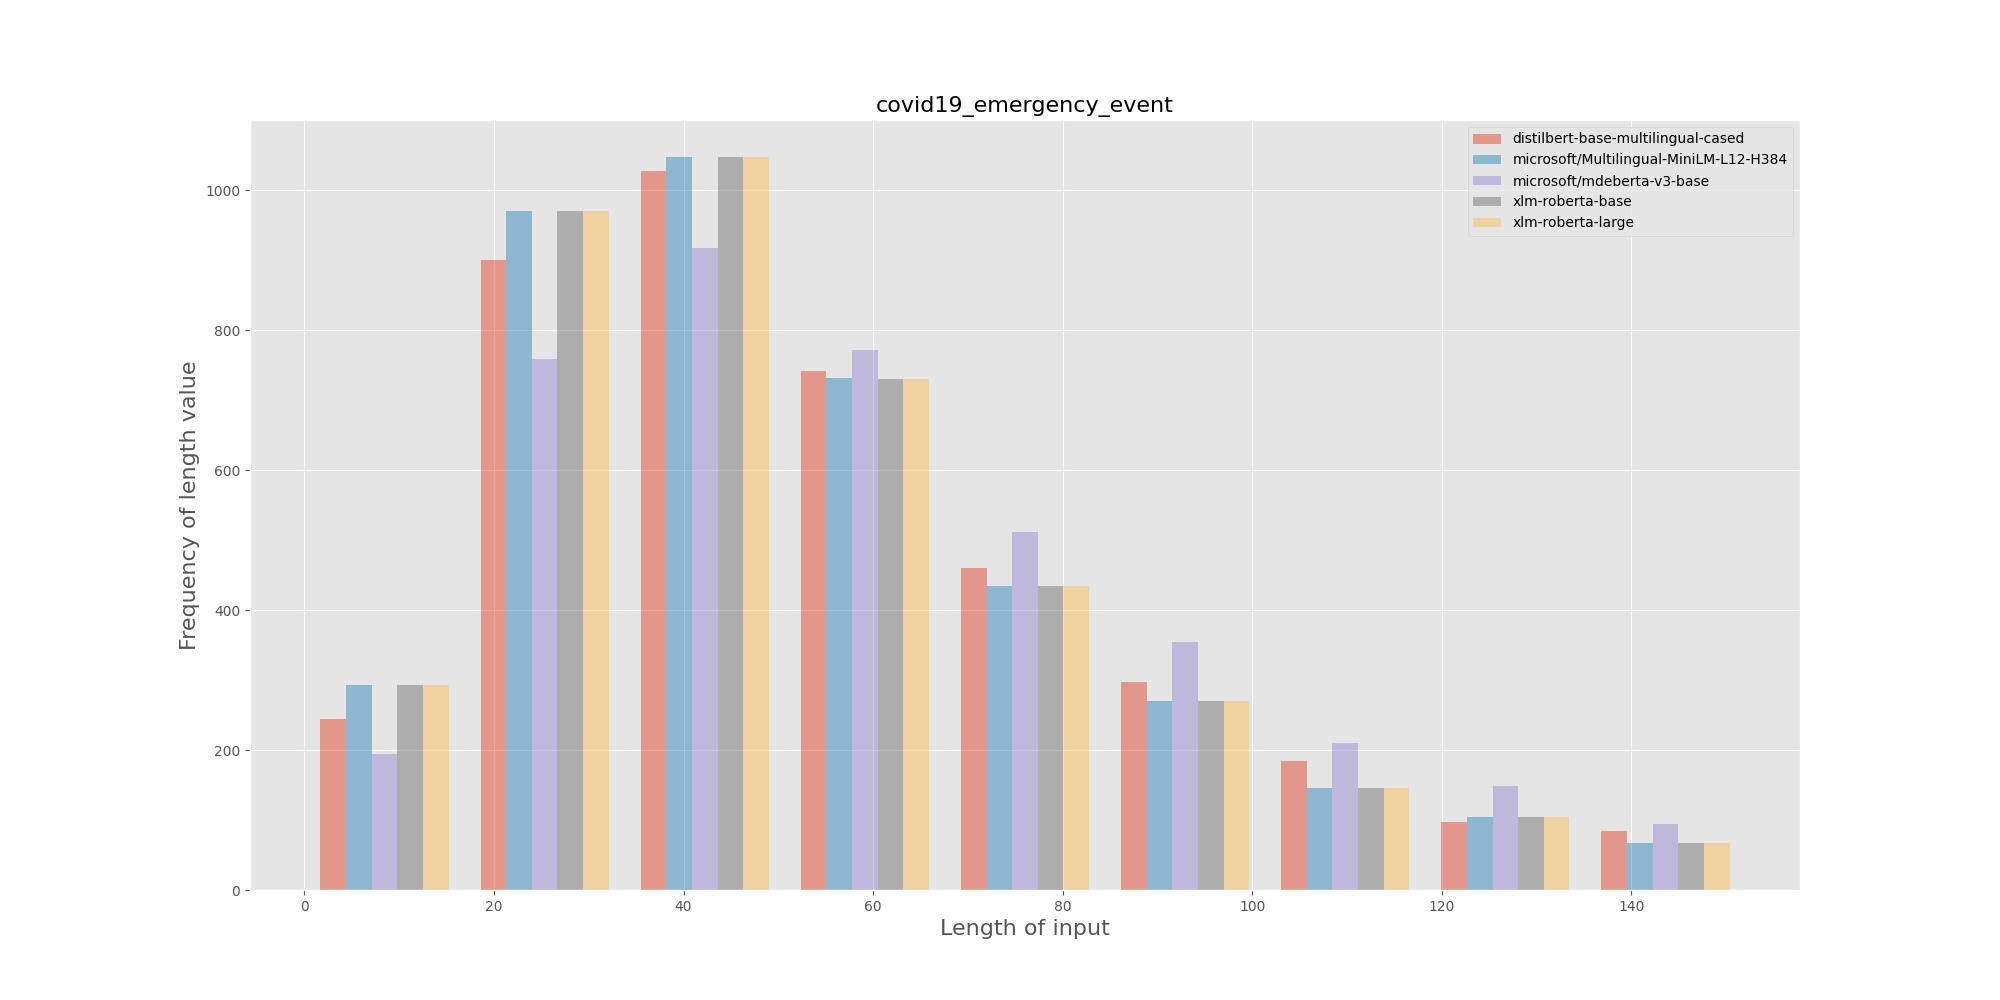 covid19_emergency_event
distilbert-base-multilingual-cased
microsoft/Multilingual-MiniLM-L12-H384
microsoft/mdeberta-v3-base
xlm-roberta-base
xlm-roberta-large
Frequency of length value
1000
800
600
400
200
0
0 20 40 60 80 100 120 140
Length of input